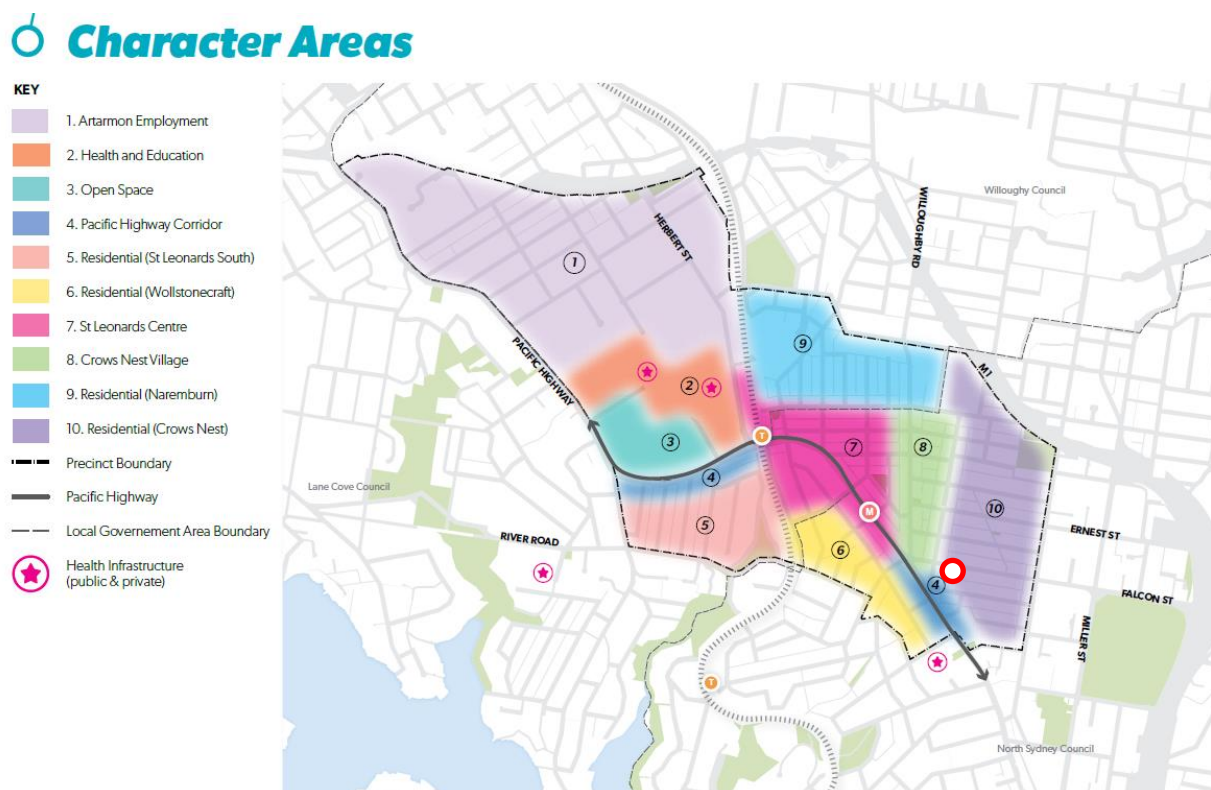 Character Areas
KEY
1. Artarmon Employment
2. Health and Education
3. Open Space
4. Pacific Highway Corridor
5. Residential (St Leonards South)
6. Residential (Wollstonecraft)
7. St Leonards Centre
8. Crows Nest Village
9. Residential (Naremburn)
10. Residential (Crows Nest)
Precinct Boundary
Pacific Highway
Local Governement Area Boundary
Health Infrastructure
(public & private)
Willoughy Council
WILLOUGHBY RD
HERBERT ST
1
9
PACIFIC HIGHWAY
M1
2
3
T
7
8
4
Lane Cove Council
10
M
5
6
RIVER ROAD
ERNEST ST
4
FALCON ST
MILLER ST
T
North Sydney Council